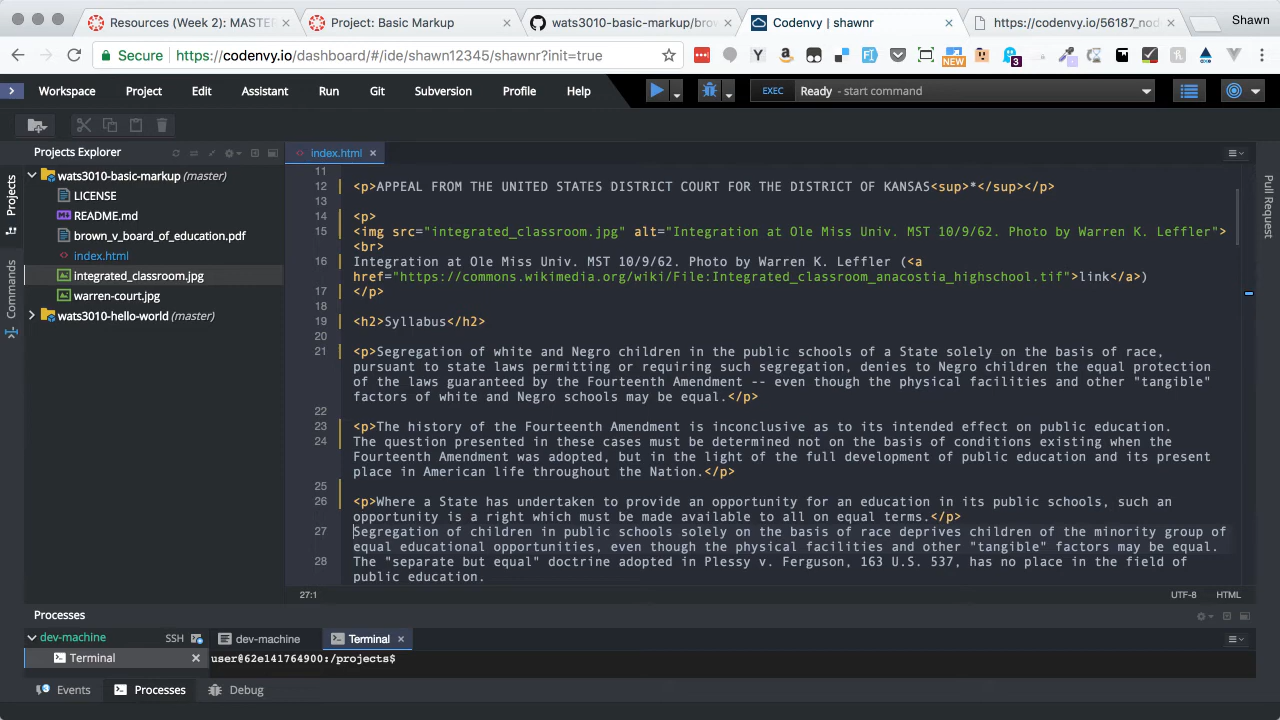 Resources (Week 2): MASTER
Project: Basic Markup
wats3010-basic-markup/brow
Codenvy | shawnr
https://codenvy.io/56187_nod
Shawn
Secure
https://codenvy.io/dashboard/#/ide/shawn12345/shawnr?init=true
NEW
3
Workspace Project Edit Assistant Run Git Subversion Profile Help
EXEC Ready - start command
Projects Explorer
index.html
Projects
Commands
Pull Request
wats3010-basic-markup (master)
LICENSE
README.md
brown_v_board_of_education.pdf
index.html
integrated_classroom.jpg
warren-court.jpg
wats3010-hello-world (master)
11
12 <p>APPEAL FROM THE UNITED STATES DISTRICT COURT FOR THE DISTRICT OF KANSAS<sup>*</sup></p>
13
14 <p>
15 <img src="integrated_classroom.jpg" alt="Integration at Ole Miss Univ. MST 10/9/62. Photo by Warren K. Leffler">
<br>
16 Integration at Ole Miss Univ. MST 10/9/62. Photo by Warren K. Leffler (<a
href="https://commons.wikimedia.org/wiki/File:Integrated_classroom_anacostia_highschool.tif">link</a>)
17 </p>
18
19 <h2>Syllabus</h2>
20
21 <p>Segregation of white and Negro children in the public schools of a State solely on the basis of race,
pursuant to state laws permitting or requiring such segregation, denies to Negro children the equal protection
of the laws guaranteed by the Fourteenth Amendment -- even though the physical facilities and other "tangible"
factors of white and Negro schools may be equal.</p>
22
23 <p>The history of the Fourteenth Amendment is inconclusive as to its intended effect on public education.
24 The question presented in these cases must be determined not on the basis of conditions existing when the
Fourteenth Amendment was adopted, but in the light of the full development of public education and its present
place in American life throughout the Nation.</p>
25
26 <p>Where a State has undertaken to provide an opportunity for an education in its public schools, such an
opportunity is a right which must be made available to all on equal terms.</p>
27 Segregation of children in public schools solely on the basis of race deprives children of the minority group of
equal educational opportunities, even though the physical facilities and other "tangible" factors may be equal.
28 The "separate but equal" doctrine adopted in Plessy v. Ferguson, 163 U.S. 537, has no place in the field of
public education.
27:1
UTF-8 HTML
Processes
dev-machine SSH
dev-machine
Terminal
Terminal
user@62e141764900:/projects$
Events
Processes
Debug